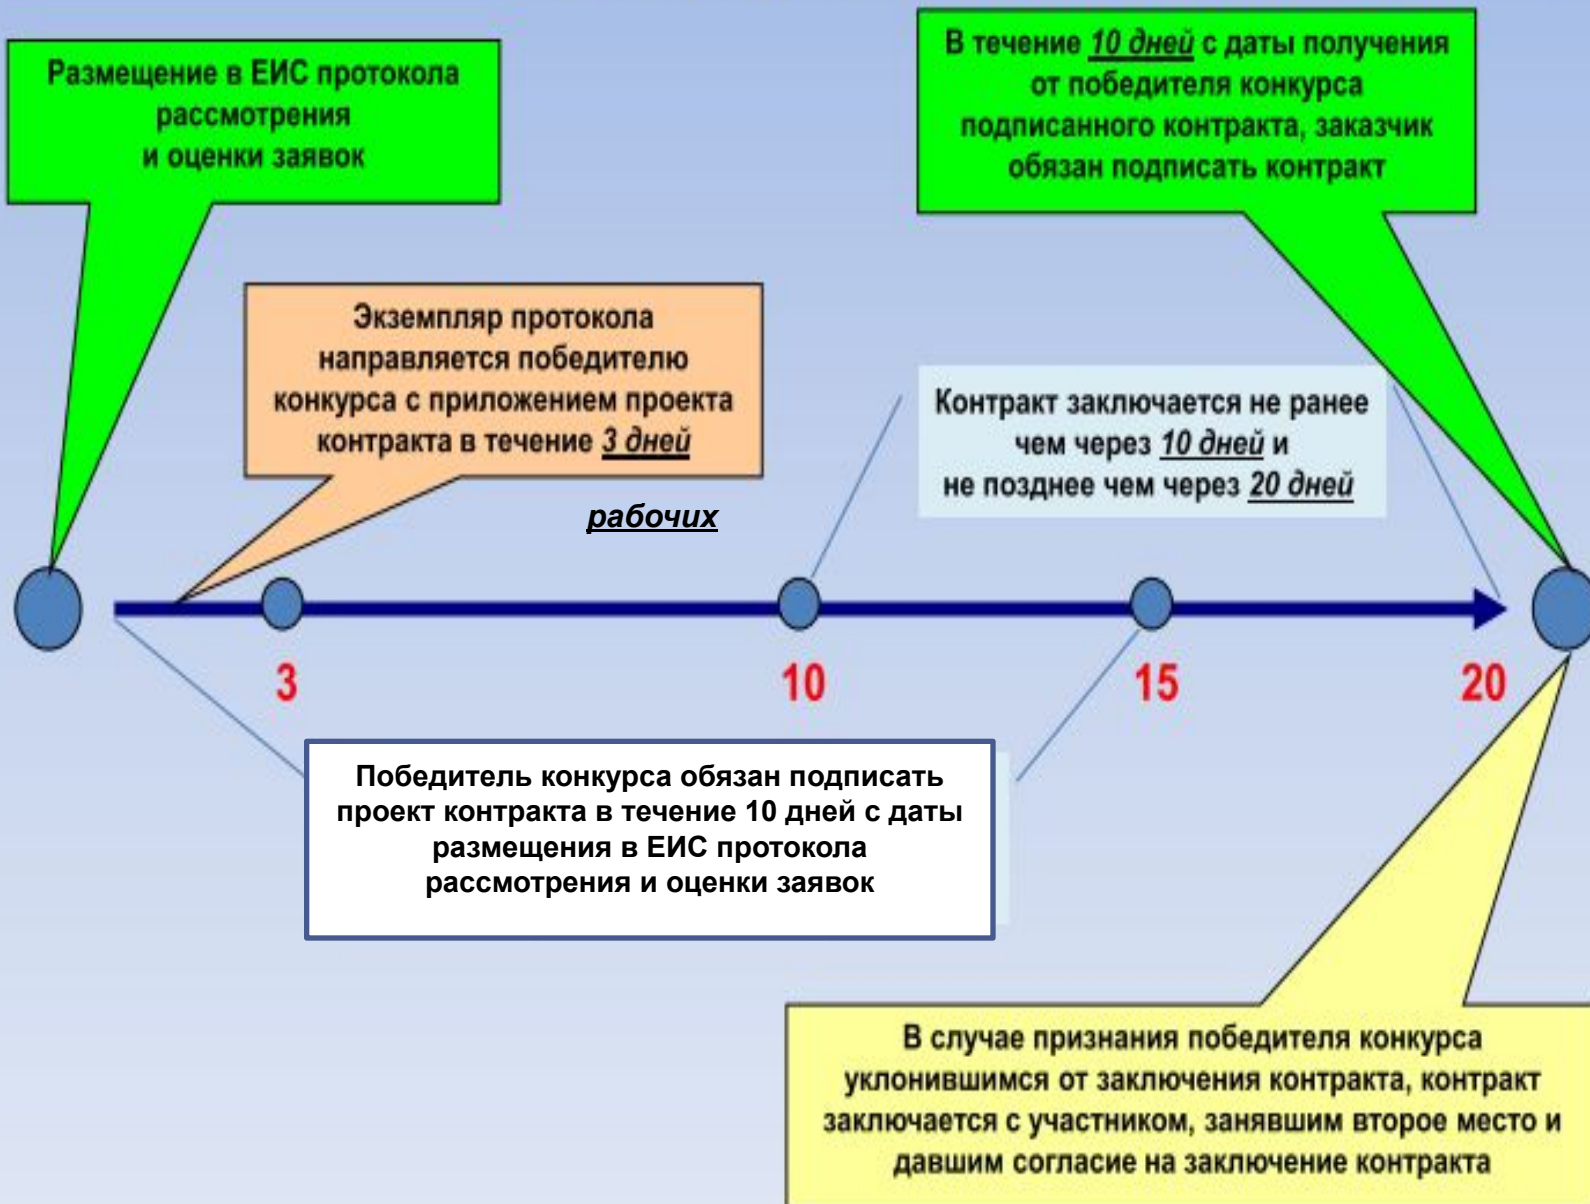 Размещение в ЕИС протокола
рассмотрения
и оценки заявок
В течение 10 дней с даты получения
от победителя конкурса
подписанного контракта, заказчик
обязан подписать контракт
Экземпляр протокола
направляется победителю
конкурса с приложением проекта
контракта в течение 3 дней
рабочих
Контракт заключается не ранее
чем через 10 дней и
не позднее чем через 20 дней
3
10
15
20
Победитель конкурса обязан подписать
проект контракта в течение 10 дней с даты
размещения в ЕИС протокола
рассмотрения и оценки заявок
В случае признания победителя конкурса
уклонившимся от заключения контракта, контракт
заключается с участником, занявшим второе место и
давшим согласие на заключение контракта